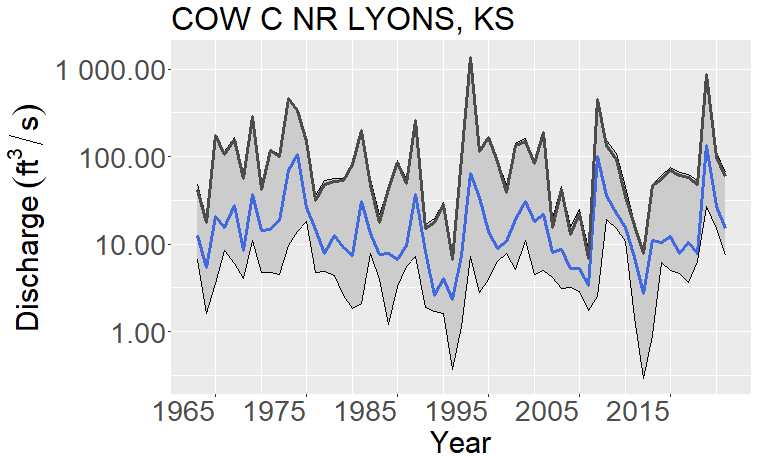 COW C NR LYONS, KS
1 000.00
100.00
10.00
1.00
Discharge (ft³/s)
1965 1975 1985 1995 2005 2015
Year